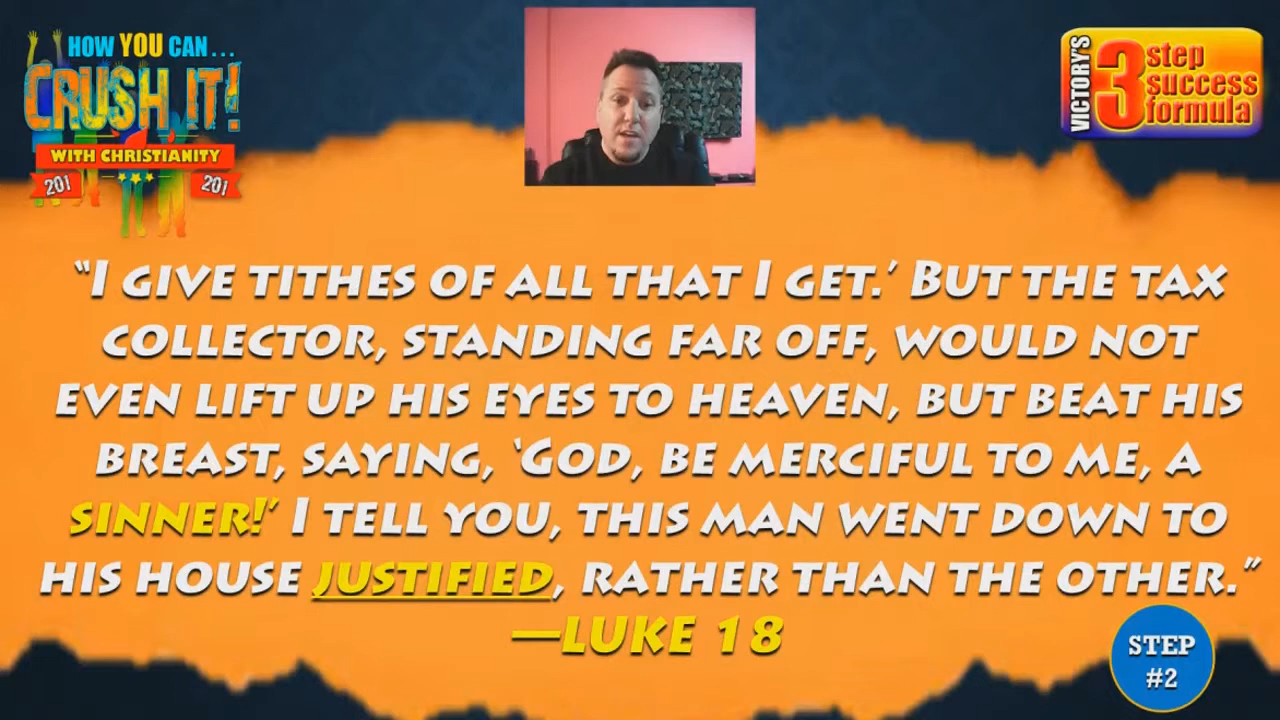 HOW YOU CAN...
CRUSH IT!
WITH CHRISTIANITY
201 201
VICTORY'S
3 step
success
formula
“I GIVE TITHES OF ALL THAT I GET.’ BUT THE TAX
COLLECTOR, STANDING FAR OFF, WOULD NOT
EVEN LIFT UP HIS EYES TO HEAVEN, BUT BEAT HIS
BREAST, SAYING, ‘GOD, BE MERCIFUL TO ME, A
SINNER!’ I TELL YOU, THIS MAN WENT DOWN TO
HIS HOUSE JUSTIFIED, RATHER THAN THE OTHER.”
—LUKE 18
STEP
#2